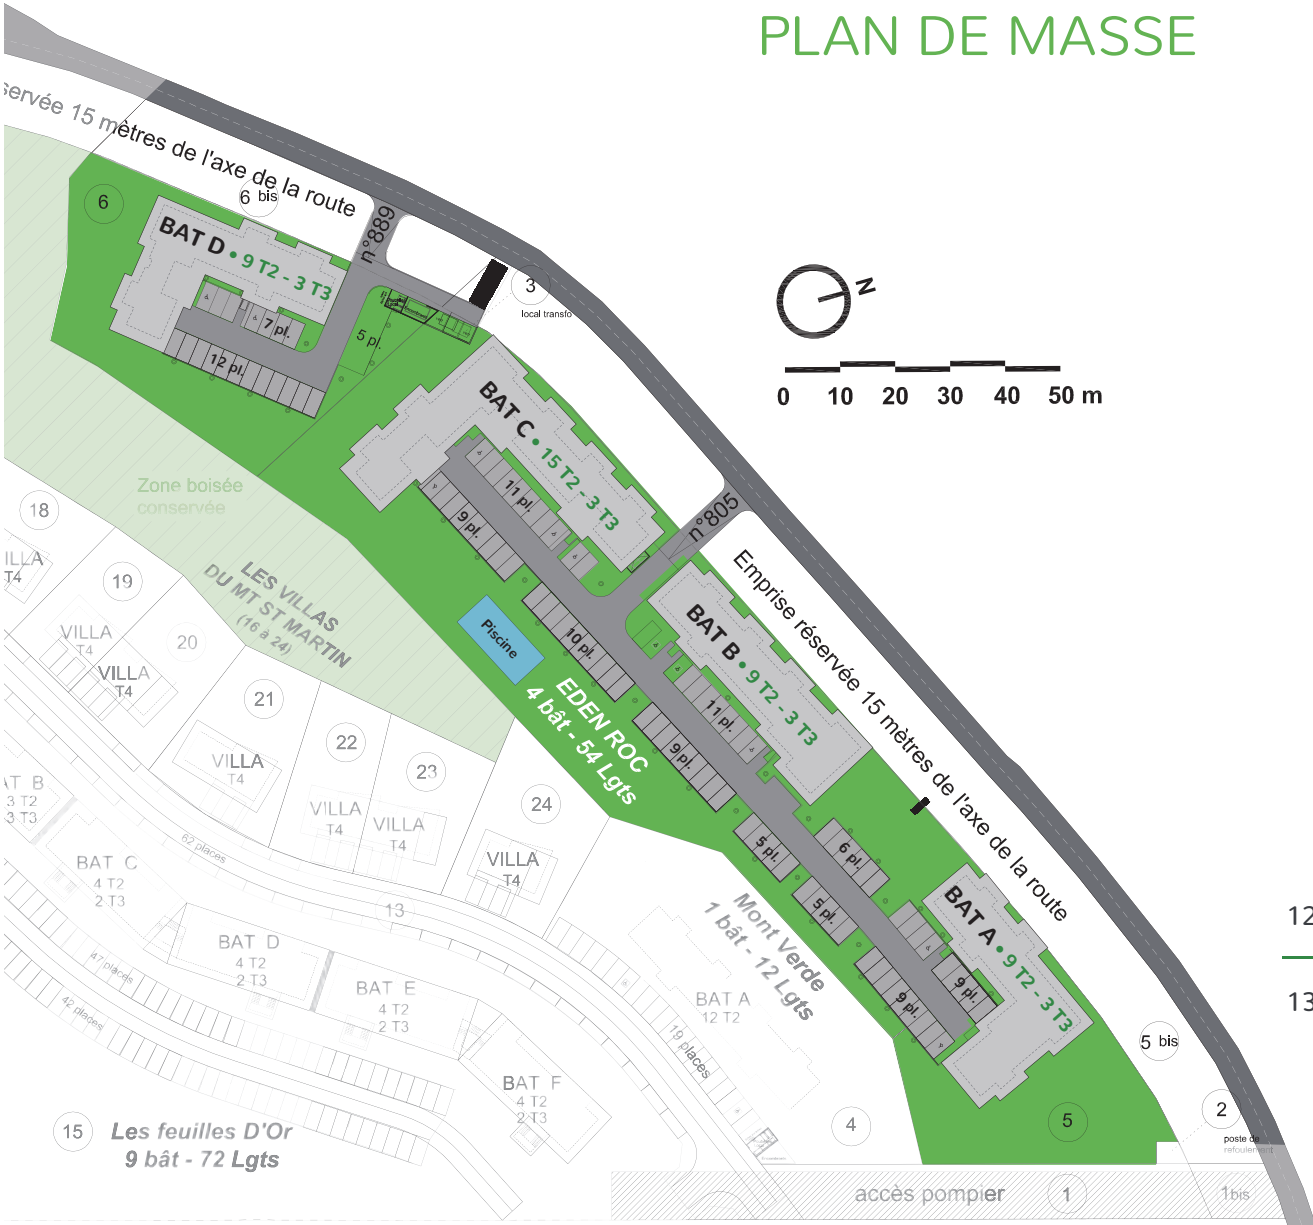 PLAN DE MASSE
servée 15 mètres de l'axe de la route
6
6 bis
n°889
BAT D • 9 T2 - 3 T3
7 pl.
12 pl.
5 pl.
3
local transfo
N
0 10 20 30 40 50 m
BAT C • 15 T2 - 3 T3
11 pl.
9 pl.
n°805
Zone boisée
conservée
LES VILLAS
DU MT ST MARTIN
(16 à 24)
Piscine
10 pl.
EDEN ROC
4 bât - 54 Lgts
BAT B • 9 T2 - 3 T3
11 pl.
9 pl.
Emprise réservée 15 mètres de l'axe de la route
5 pl.
6 pl.
5 pl.
BAT A • 9 T2 - 3 T3
9 pl.
9 pl.
12
13
18
ILLA
T4
19
VILLA
T4
20
VILLA
T4
21
VILLA
T4
22
VILLA
T4
23
VILLA
T4
24
VILLA
T4
AT B
3 T2
3 T3
62 places
BAT C
4 T2
2 T3
13
BAT D
4 T2
2 T3
47 places
42 places
BAT E
4 T2
2 T3
BAT F
4 T2
2 T3
Mont Verde
1 bât - 12 Lgts
BAT A
12 T2
19 places
15
Les feuilles D'Or
9 bât - 72 Lgts
4
5
5 bis
2
poste de
refoulement
accès pompier
1
1bis